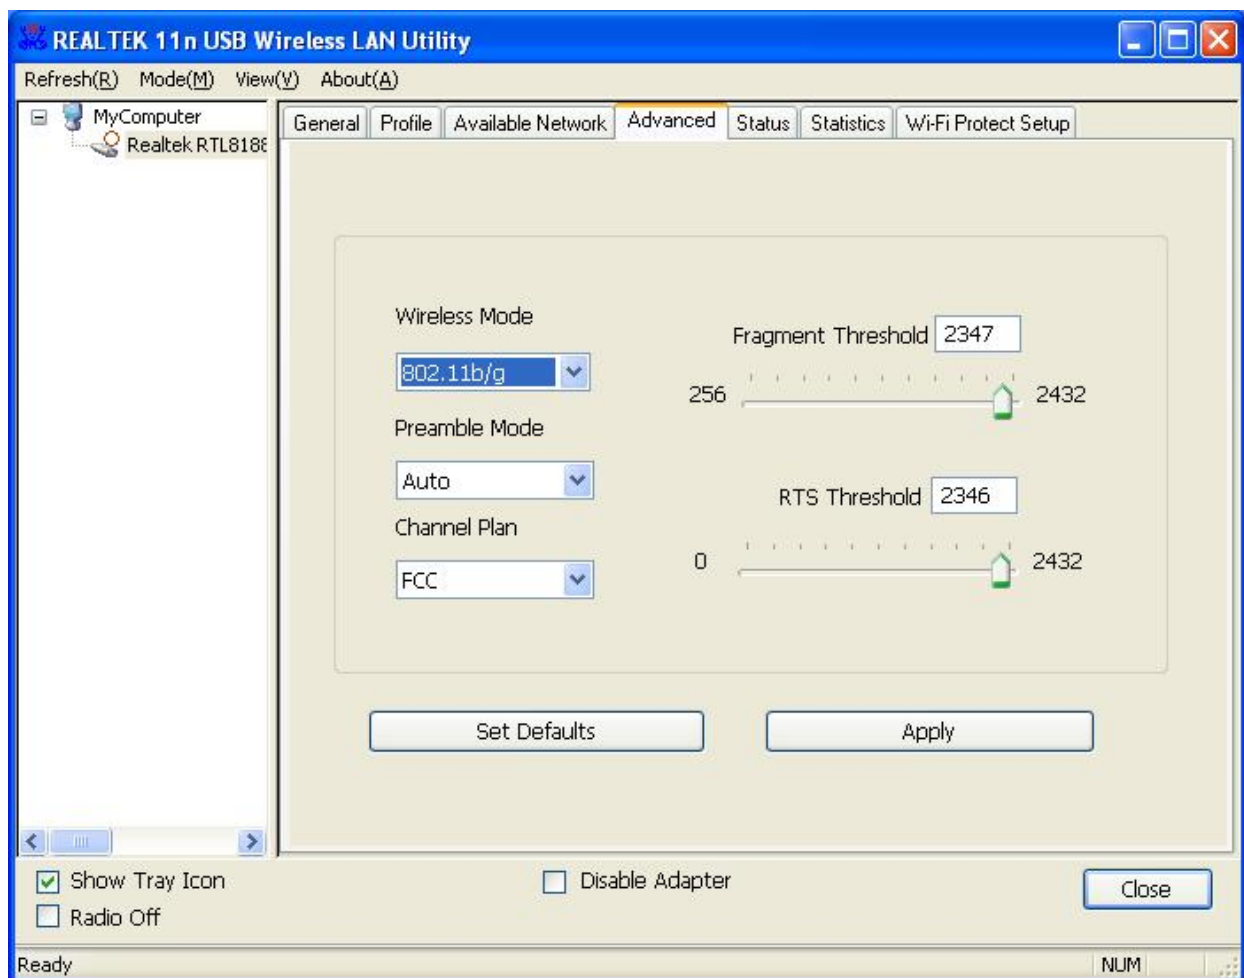 REALTEK 11n USB Wireless LAN Utility
Refresh(R) Mode(M) View(V) About(A)
MyComputer
Realtek RTL8188
General Profile Available Network Advanced Status Statistics Wi-Fi Protect Setup
Wireless Mode
802.11b/g
Preamble Mode
Auto
Channel Plan
FCC
Fragment Threshold 2347
256 2432
RTS Threshold 2346
0 2432
Set Defaults Apply
Show Tray Icon
Radio Off
Disable Adapter
Close
Ready
NUM